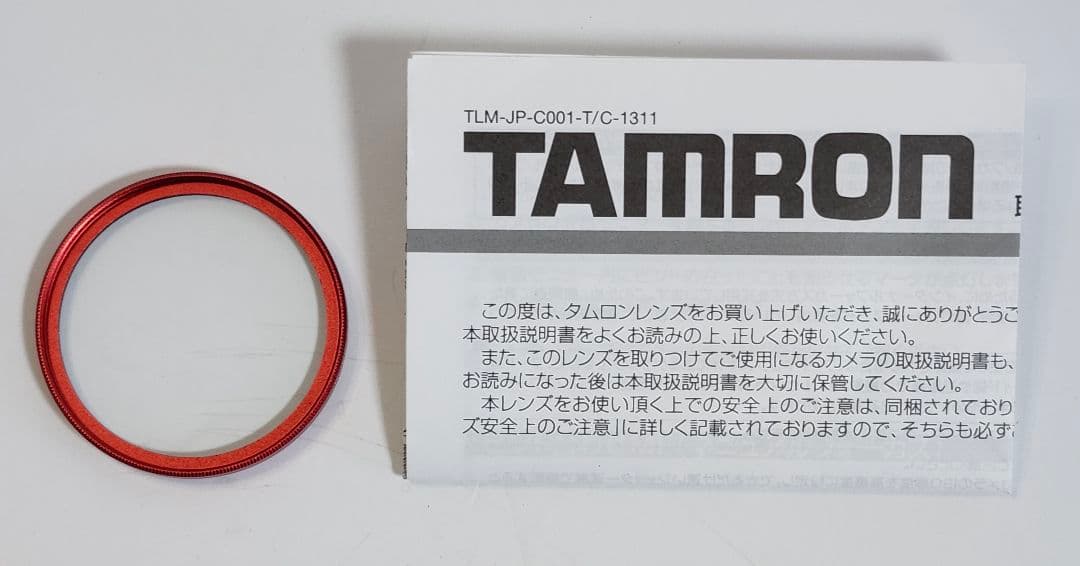 TLM-JP-C001-T/C-1311
TAMRON
この度は、タムロンレンズをお買い上げいただき、誠にありがとうご
本取扱説明書をよくお読みの上、正しくお使いください。
また、このレンズを取りつけてご使用になるカメラの取扱説明書も、
お読みになった後は本取扱説明書を大切に保管してください。
本レンズをお使い頂く上での安全上のご注意は、同梱されており
ズ安全上のご注意」に詳しく記載されておりますので、そちらも必ず